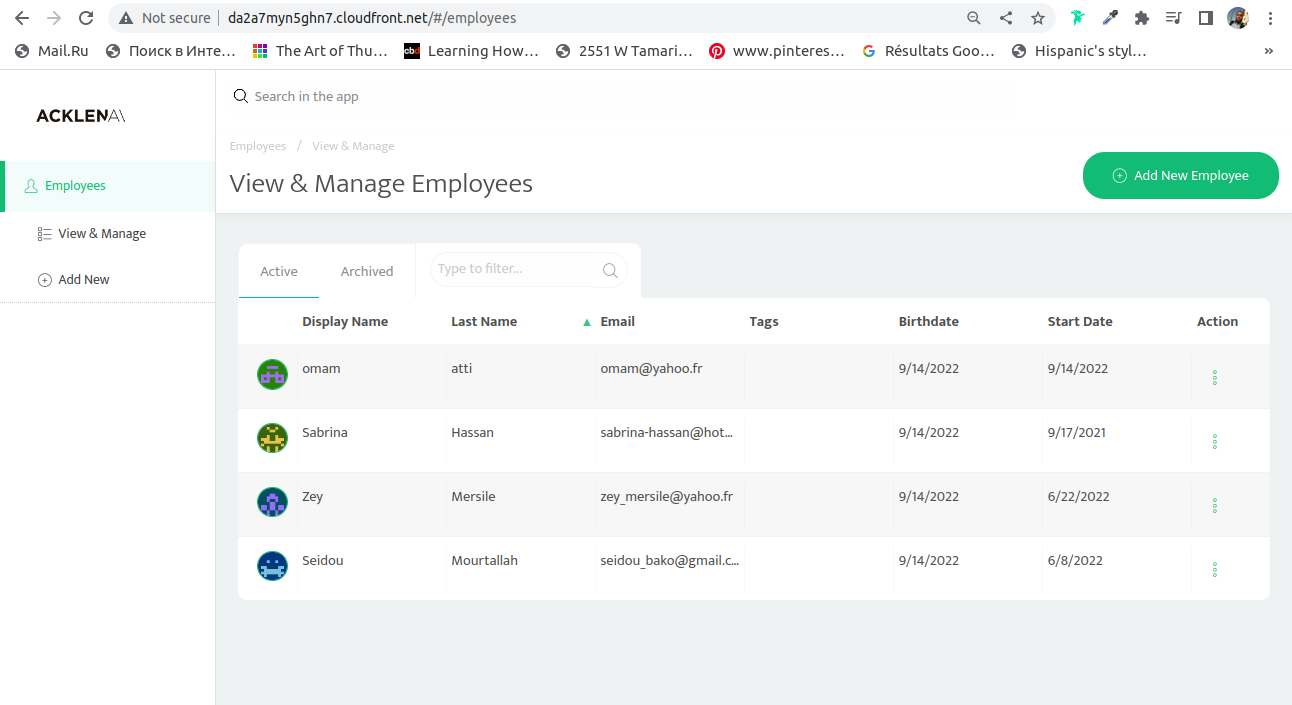 Not secure da2a7myn5ghn7.cloudfront.net/#/employees
Mail.Ru Поиск в Инте... The Art of Thu... cbd Learning How... 2551 W Tamari... www.pinteres... Résultats Goo... Hispanic's styl... »
ACKLENAV
Employees
View & Manage
Add New
Search in the app
Employees / View & Manage
View & Manage Employees
Add New Employee
Active Archived Type to filter...
Display Name Last Name ▲ Email Tags Birthdate Start Date Action
omam atti omam@yahoo.fr 9/14/2022 9/14/2022
Sabrina Hassan sabrina-hassan@hot... 9/14/2022 9/17/2021
Zey Mersile zey_mersile@yahoo.fr 9/14/2022 6/22/2022
Seidou Mourtallah seidou_bako@gmail.c... 9/14/2022 6/8/2022